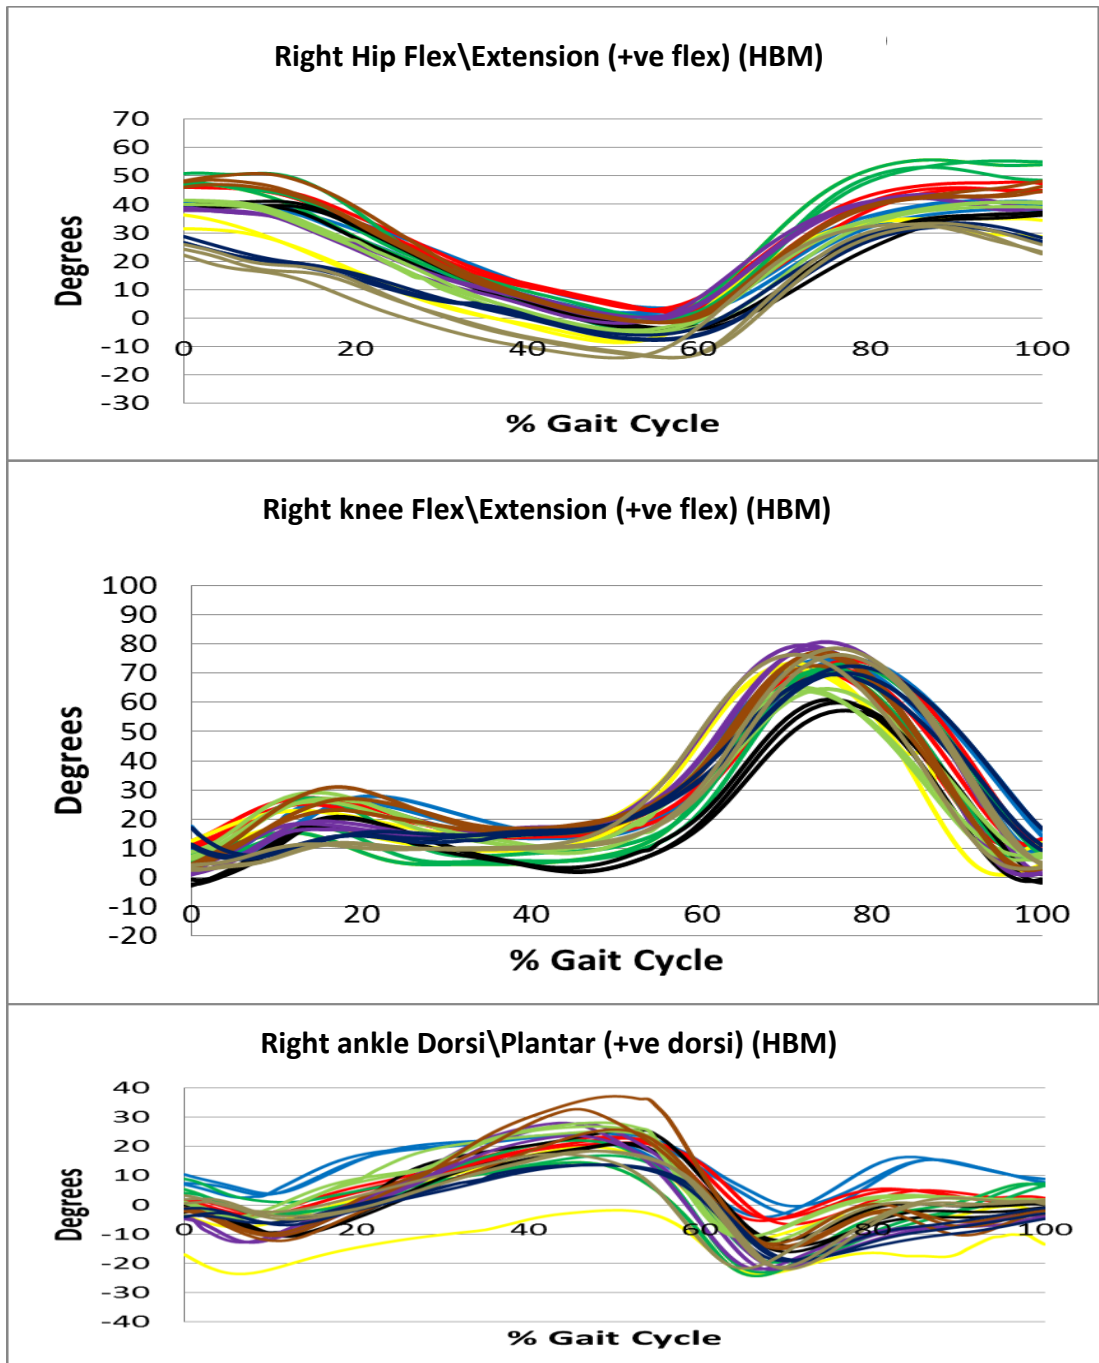 Right Hip Flex\Extension (+ve flex) (HBM)
70
60
50
40
30
20
10
0
-10
-20
-30
Degrees
0 20 40 60 80 100
% Gait Cycle
Right knee Flex\Extension (+ve flex) (HBM)
100
90
80
70
60
50
40
30
20
10
0
-10
-20
Degrees
0 20 40 60 80 100
% Gait Cycle
Right ankle Dorsi\Plantar (+ve dorsi) (HBM)
40
30
20
10
0
-10
-20
-30
-40
Degrees
0 20 40 60 80 100
% Gait Cycle